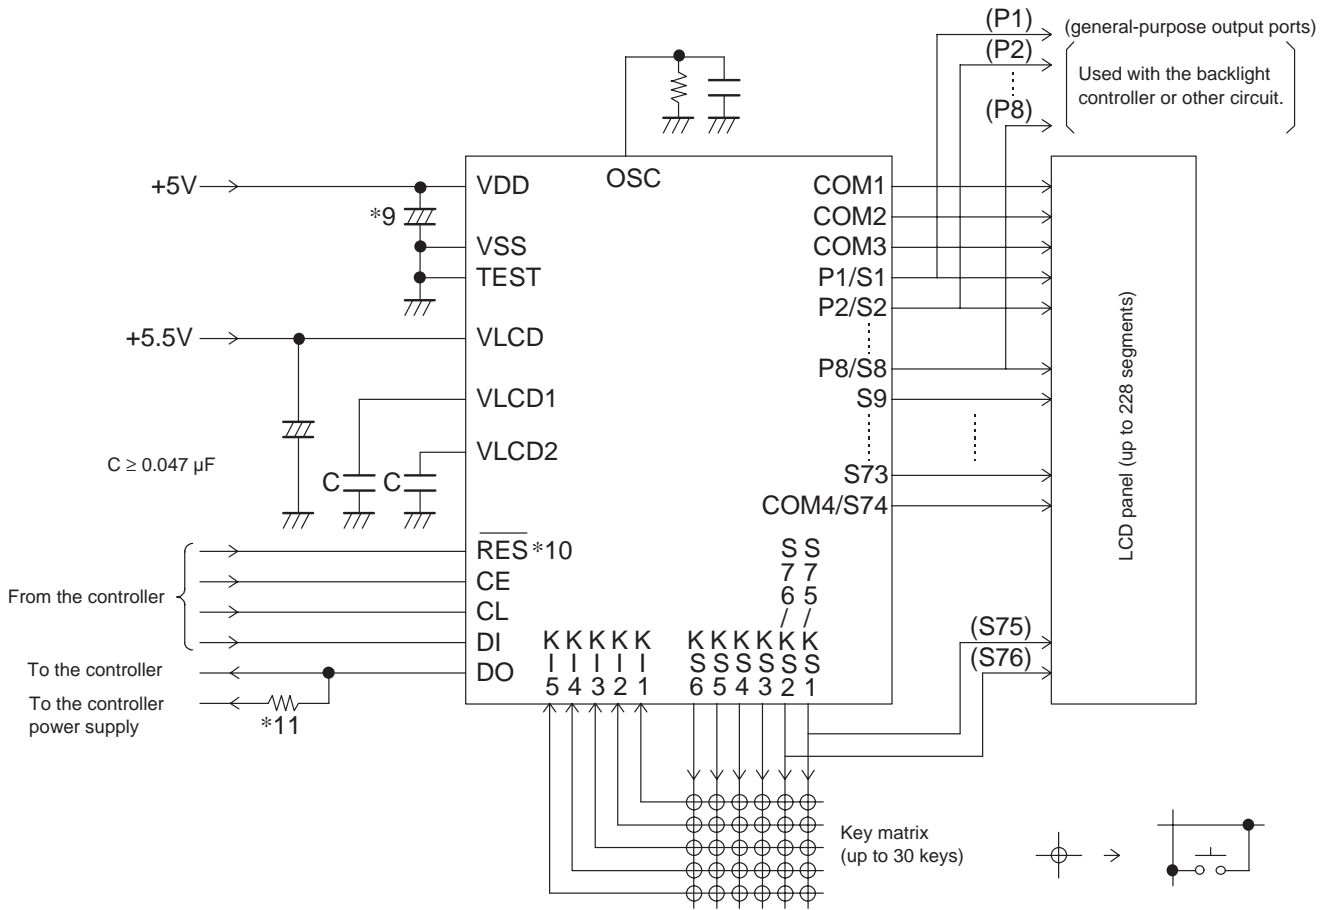 (P1)
(general-purpose output ports)
(P2)
Used with the backlight
controller or other circuit.
(P8)
OSC
+5V
VDD
COM1
*9
COM2
VSS
COM3
TEST
P1/S1
P2/S2
+5.5V
VLCD
P8/S8
VLCD1
S9
VLCD2
C ≥ 0.047 µF
C
C
S73
COM4/S74
LCD panel (up to 228 segments)
RES *10
From the controller
CE
CL
DI
To the controller
DO
To the controller
power supply
*11
KI5
KI4
KI3
KI2
KI1
KS6
KS5
KS4
KS3
S76/KS2
S75/KS1
(S75)
(S76)
Key matrix
(up to 30 keys)